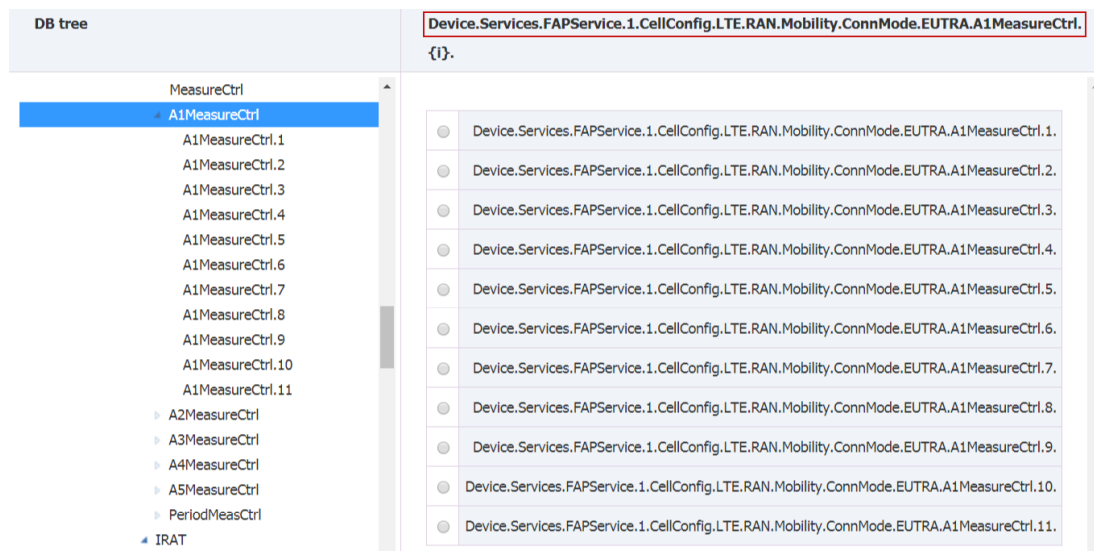 DB tree
Device.Services.FAPService.1.CellConfig.LTE.RAN.Mobility.ConnMode.EUTRA.A1MeasureCtrl.
{i}.
MeasureCtrl
A1MeasureCtrl
A1MeasureCtrl.1
A1MeasureCtrl.2
A1MeasureCtrl.3
A1MeasureCtrl.4
A1MeasureCtrl.5
A1MeasureCtrl.6
A1MeasureCtrl.7
A1MeasureCtrl.8
A1MeasureCtrl.9
A1MeasureCtrl.10
A1MeasureCtrl.11
A2MeasureCtrl
A3MeasureCtrl
A4MeasureCtrl
A5MeasureCtrl
PeriodMeasCtrl
IRAT
Device.Services.FAPService.1.CellConfig.LTE.RAN.Mobility.ConnMode.EUTRA.A1MeasureCtrl.1.
Device.Services.FAPService.1.CellConfig.LTE.RAN.Mobility.ConnMode.EUTRA.A1MeasureCtrl.2.
Device.Services.FAPService.1.CellConfig.LTE.RAN.Mobility.ConnMode.EUTRA.A1MeasureCtrl.3.
Device.Services.FAPService.1.CellConfig.LTE.RAN.Mobility.ConnMode.EUTRA.A1MeasureCtrl.4.
Device.Services.FAPService.1.CellConfig.LTE.RAN.Mobility.ConnMode.EUTRA.A1MeasureCtrl.5.
Device.Services.FAPService.1.CellConfig.LTE.RAN.Mobility.ConnMode.EUTRA.A1MeasureCtrl.6.
Device.Services.FAPService.1.CellConfig.LTE.RAN.Mobility.ConnMode.EUTRA.A1MeasureCtrl.7.
Device.Services.FAPService.1.CellConfig.LTE.RAN.Mobility.ConnMode.EUTRA.A1MeasureCtrl.8.
Device.Services.FAPService.1.CellConfig.LTE.RAN.Mobility.ConnMode.EUTRA.A1MeasureCtrl.9.
Device.Services.FAPService.1.CellConfig.LTE.RAN.Mobility.ConnMode.EUTRA.A1MeasureCtrl.10.
Device.Services.FAPService.1.CellConfig.LTE.RAN.Mobility.ConnMode.EUTRA.A1MeasureCtrl.11.